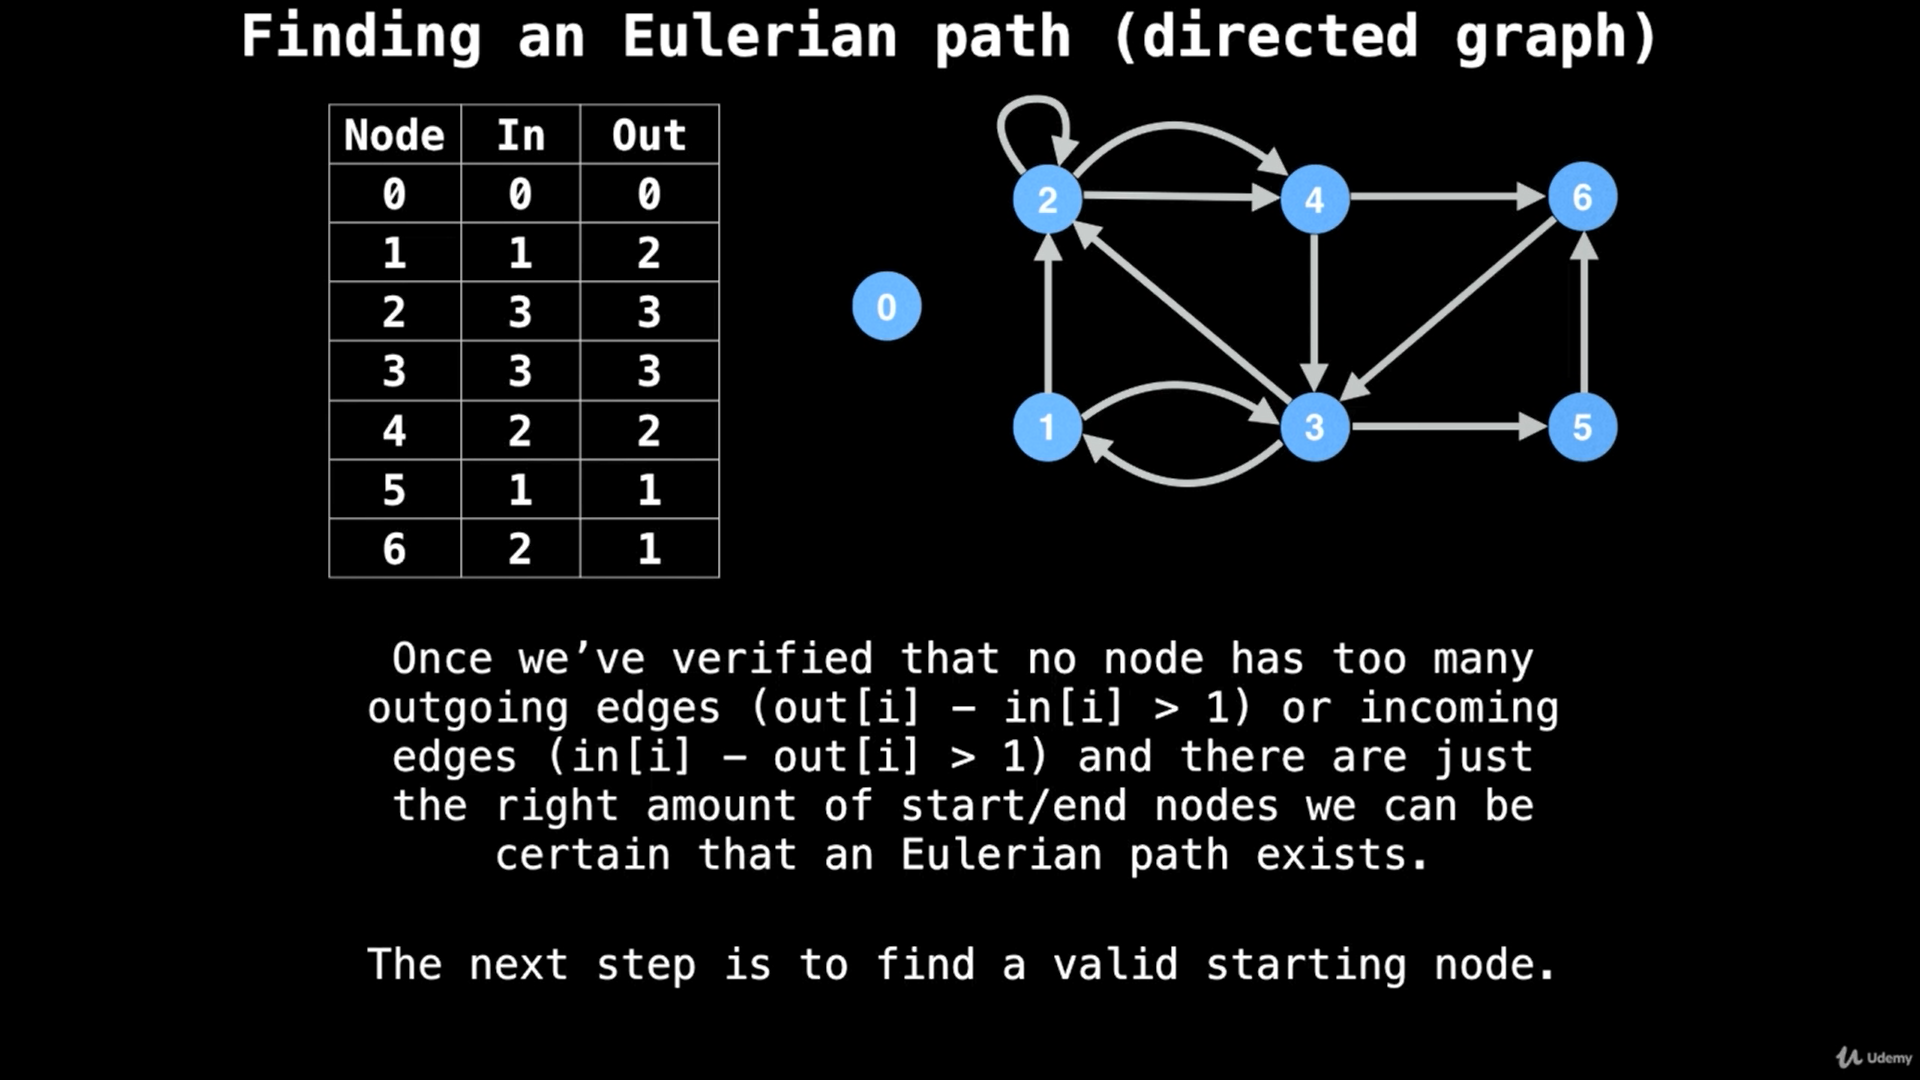 Finding an Eulerian path (directed graph)
Node In Out
0 0 0
1 1 2
2 3 3
3 3 3
4 2 2
5 1 1
6 2 1
2 4 6
0
1 3 5
Once we’ve verified that no node has too many
outgoing edges (out[i] – in[i] > 1) or incoming
edges (in[i] – out[i] > 1) and there are just
the right amount of start/end nodes we can be
certain that an Eulerian path exists.
The next step is to find a valid starting node.
Udemy